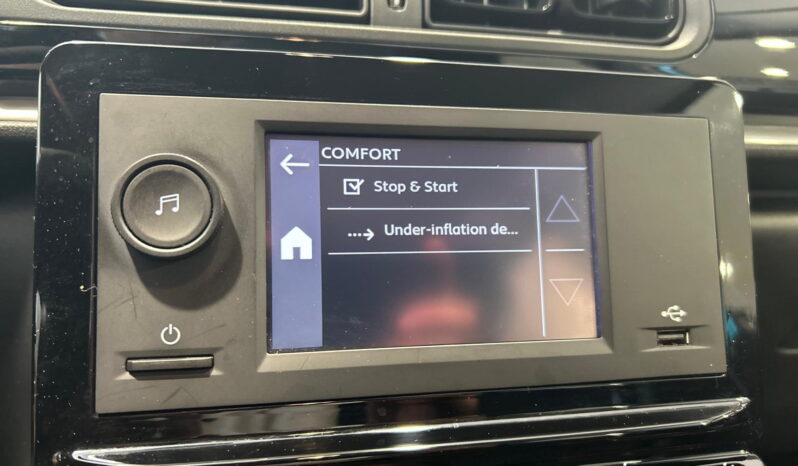 COMFORT
Stop & Start
Under-inflation de...